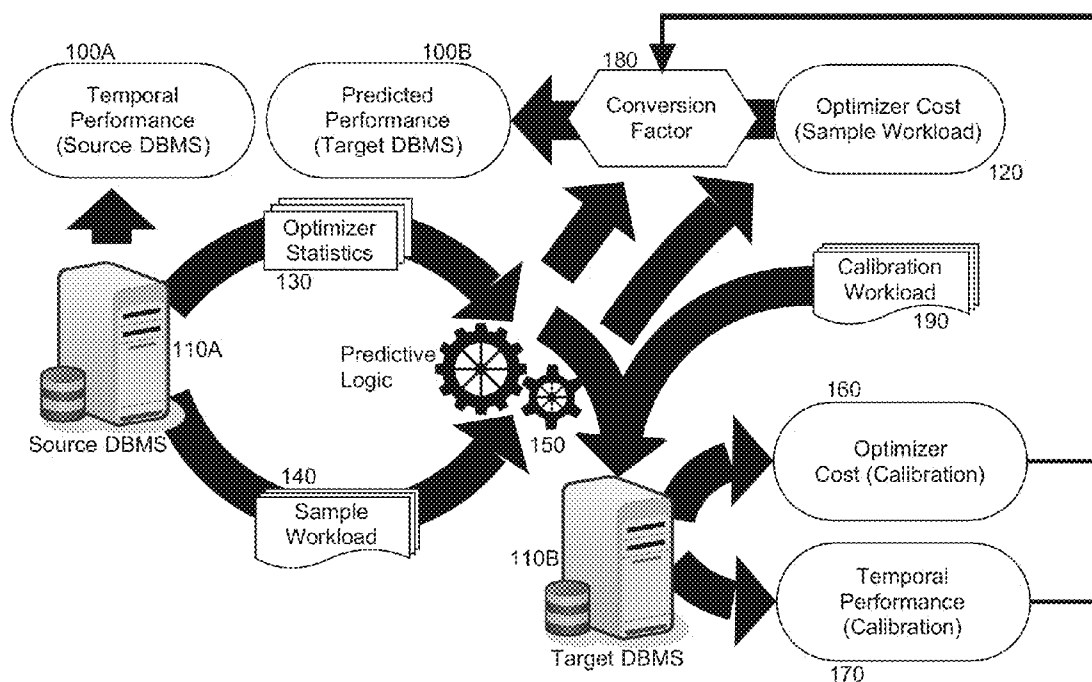 100A
Temporal
Performance
(Source DBMS)
100B
Predicted
Performance
(Target DBMS)
180
Conversion
Factor
Optimizer Cost
(Sample Workload)
120
Optimizer
Statistics
130
Calibration
Workload
190
110A
Source DBMS
Predictive
Logic
150
140
Sample
Workload
160
Optimizer
Cost (Calibration)
110B
Target DBMS
Temporal
Performance
(Calibration)
170